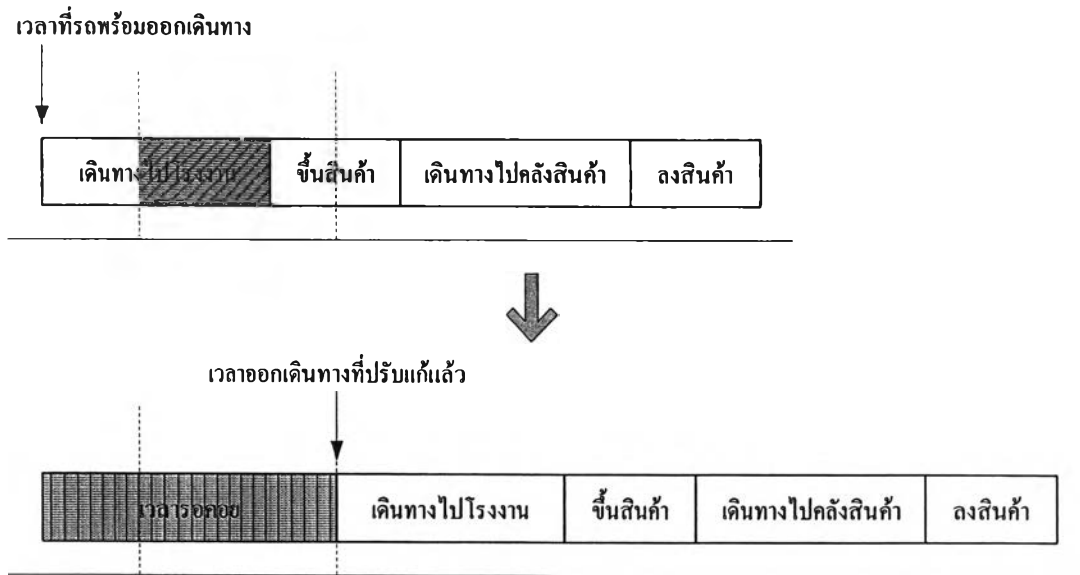 เวลาที่รถพร้อมออกเดินทาง
เดินทางไปโรงงาน
ขึ้นสินค้า
เดินทางไปคลังสินค้า
ลงสินค้า
เวลาออกเดินทางที่ปรับแก้แล้ว
เวลารอคอย
เดินทางไปโรงงาน
ขึ้นสินค้า
เดินทางไปคลังสินค้า
ลงสินค้า